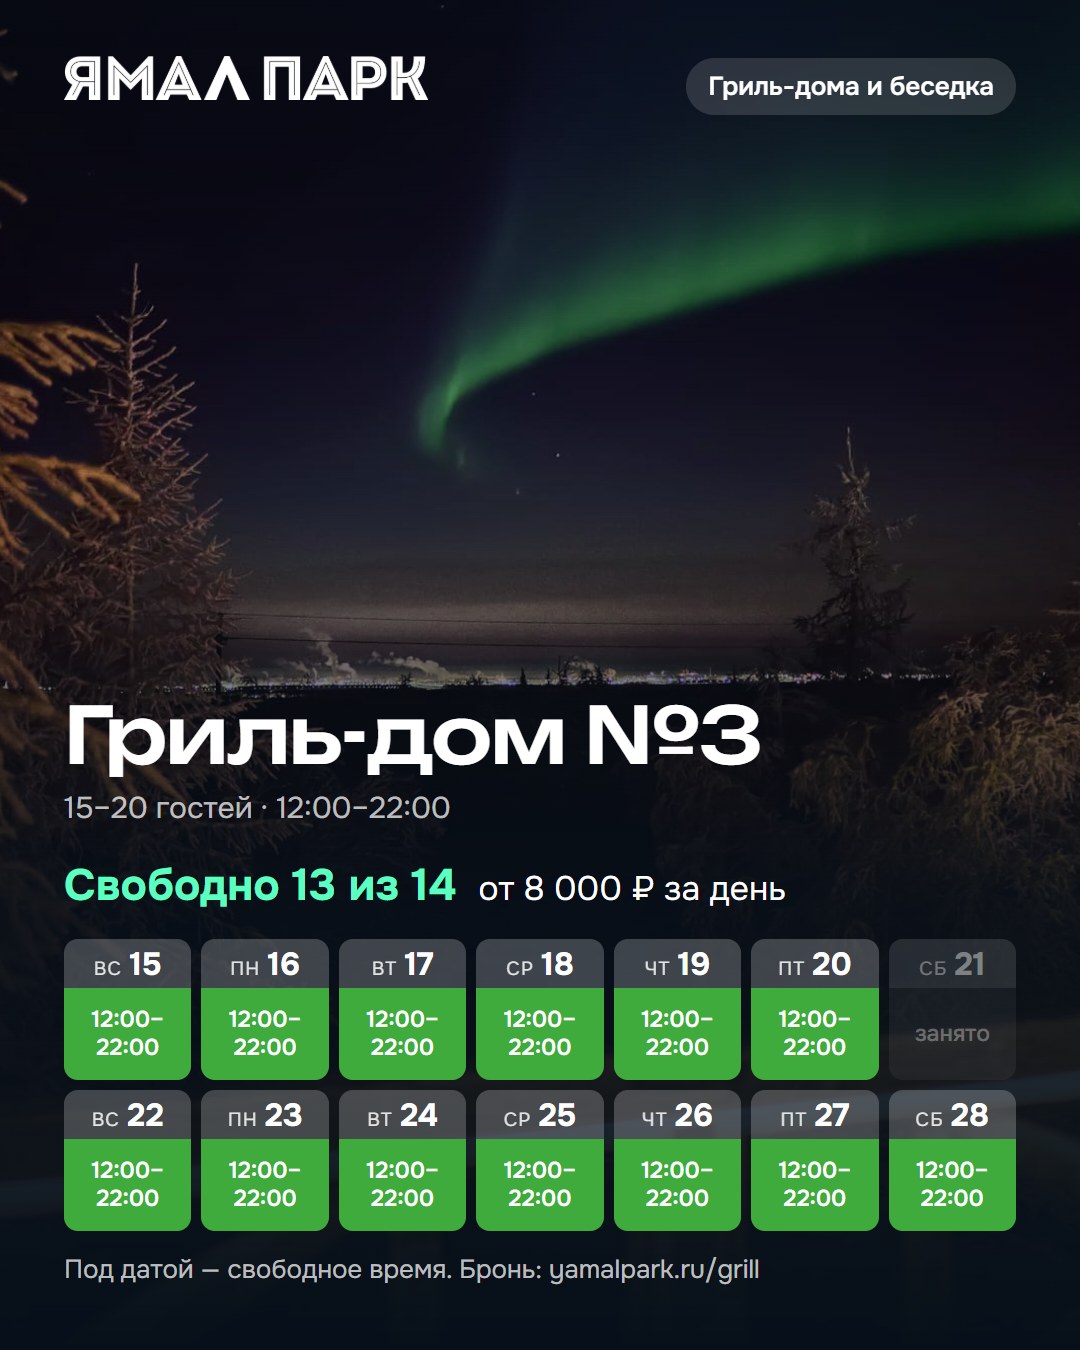 ЯМАЛ ПАРК
Гриль-дома и беседка
Гриль-дом №3
15–20 гостей · 12:00–22:00
Свободно 13 из 14 от 8 000 ₽ за день
ВС 15 ПН 16 ВТ 17 СР 18 ЧТ 19 ПТ 20 СБ 21
12:00– 12:00– 12:00– 12:00– 12:00– 12:00– занято
22:00 22:00 22:00 22:00 22:00 22:00
ВС 22 ПН 23 ВТ 24 СР 25 ЧТ 26 ПТ 27 СБ 28
12:00– 12:00– 12:00– 12:00– 12:00– 12:00– 12:00–
22:00 22:00 22:00 22:00 22:00 22:00 22:00
Под датой — свободное время. Бронь: yamalpark.ru/grill